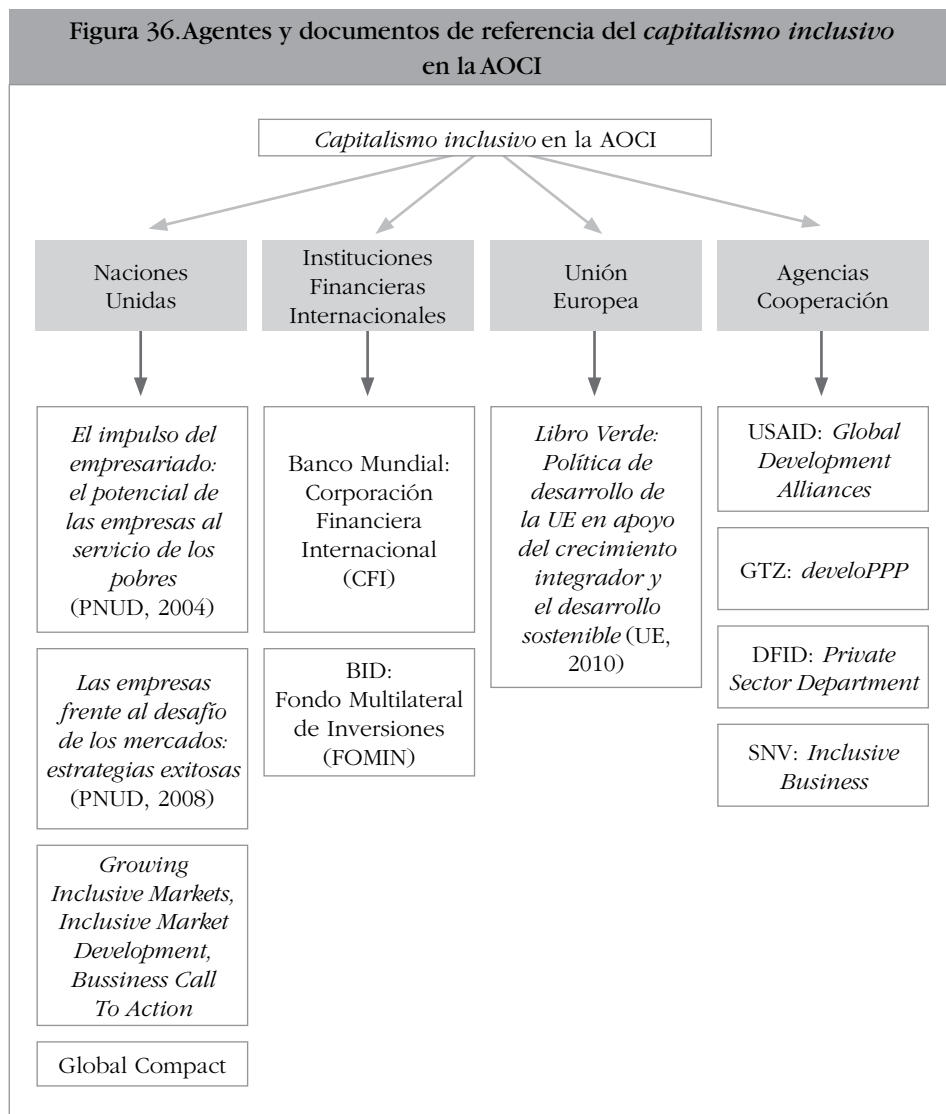 Figura 36. Agentes y documentos de referencia del capitalismo inclusivo
en la AOCI
Capitalismo inclusivo en la AOCI
Naciones
Unidas
Instituciones
Financieras
Internacionales
Unión
Europea
Agencias
Cooperación
El impulso del
empresariado:
el potencial de
las empresas al
servicio de los
pobres
(PNUD, 2004)
Las empresas
frente al desafío
de los mercados:
estrategias exitosas
(PNUD, 2008)
Growing
Inclusive Markets,
Inclusive Market
Development,
Bussiness Call
To Action
Global Compact
Banco Mundial:
Corporación
Financiera
Internacional
(CFI)
BID:
Fondo Multilateral
de Inversiones
(FOMIN)
Libro Verde:
Política de
desarrollo de
la UE en apoyo
del crecimiento
integrador y
el desarrollo
sostenible (UE,
2010)
USAID: Global
Development
Alliances
GTZ: develoPPP
DFID: Private
Sector Department
SNV: Inclusive
Business